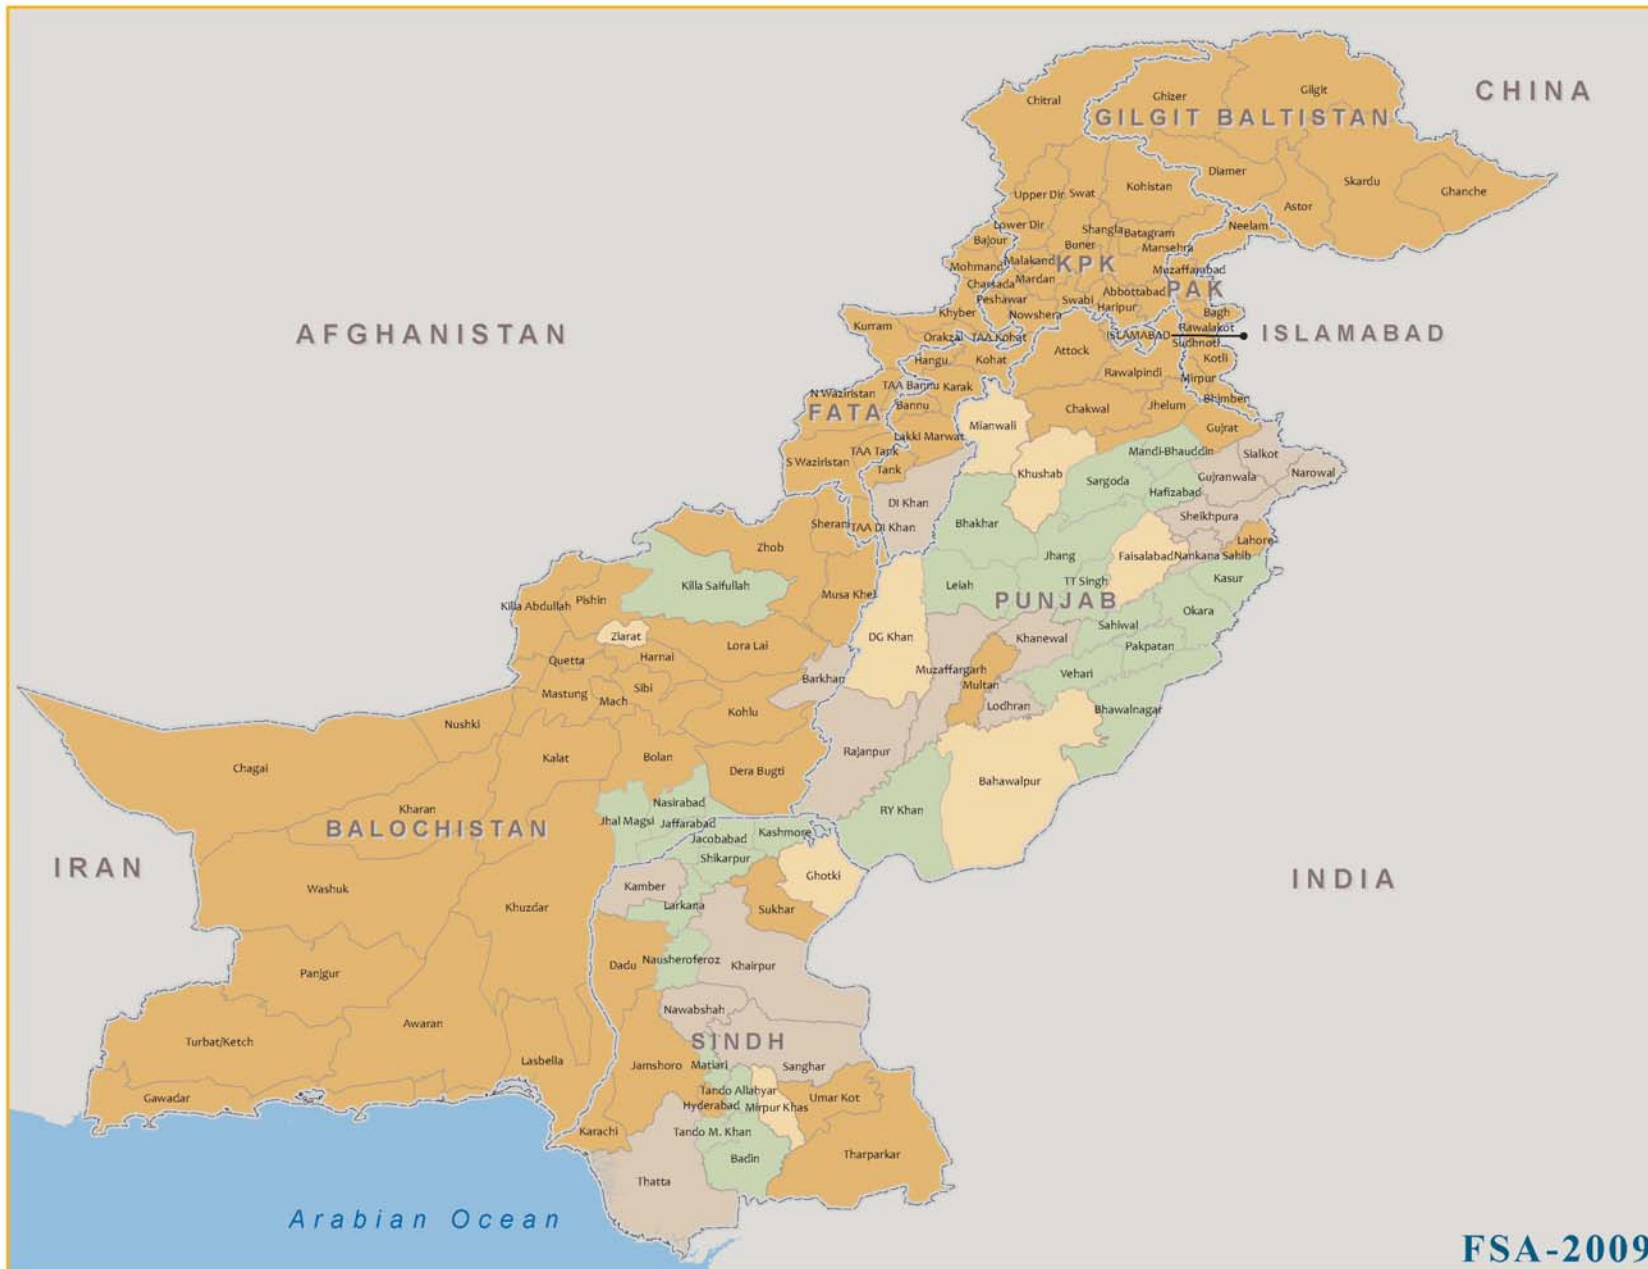 CHINA
Chitral
Ghizer
Gilgit
GILGIT BALTISTAN
Diamer
Skardu
Ghanche
Astor
Upper Dir
Swat
Kohistan
Neelam
Lower Dir
Shangla
Batagram
Bajour
Buner
Mansehra
Mohmand
Malakand
KPK
Muzaffarabad
Mardan
Charsada
PAK
Abbottabad
Peshawar
Swabi
Haripur
Khyber
Nowshera
Bagh
Kurram
Rawalakot
AFGHANISTAN
Orakzai
TAA Kohat
ISLAMABAD
ISLAMABAD
Sudhnoti
Attock
Hangu
Kohat
Kotli
Rawalpindi
Mirpur
TAA Bannu
Karak
N Waziristan
Bhimber
FATA
Bannu
Chakwal
Jhelum
Mianwali
Gujrat
Lakki Marwat
S Waziristan
TAA Tank
Tank
Mandi-Bhauddin
Sialkot
Khushab
Sargoda
Gujranwala
Narowal
Hafizabad
DI Khan
Sheikhpura
Sherani
TAA DI Khan
Bhakhar
Lahore
Zhob
Jhang
Faisalabad
Nankana Sahib
Killa Saifullah
Leiah
TT Singh
Kasur
Musa Khel
Killa Abdullah
Pishin
PUNJAB
Okara
Ziarat
DG Khan
Khanewal
Sahiwal
Pakpatan
Lora Lai
Quetta
Harnai
Muzaffargarh
Vehari
Barkhan
Multan
Mastung
Mach
Sibi
Lodhran
Bhawalnagar
Kohlu
Nushki
Rajanpur
Kalat
Bolan
Chagai
Dera Bugti
Bahawalpur
Kharan
Nasirabad
RY Khan
BALOCHISTAN
Jhal Magsi
Jaffarabad
Kashmore
Jacobabad
IRAN
Shikarpur
INDIA
Washuk
Kamber
Ghotki
Khuzdar
Larkana
Sukhar
Panjgur
Dadu
Nausheroferoz
Khairpur
Nawabshah
Awaran
Turbat/Ketch
SINDH
Lasbella
Jamshoro
Matiari
Sanghar
Gawadar
Tando Allahyar
Umar Kot
Hyderabad
Mirpur Khas
Karachi
Tando M. Khan
Badin
Tharparkar
Thatta
Arabian Ocean
FSA-2009